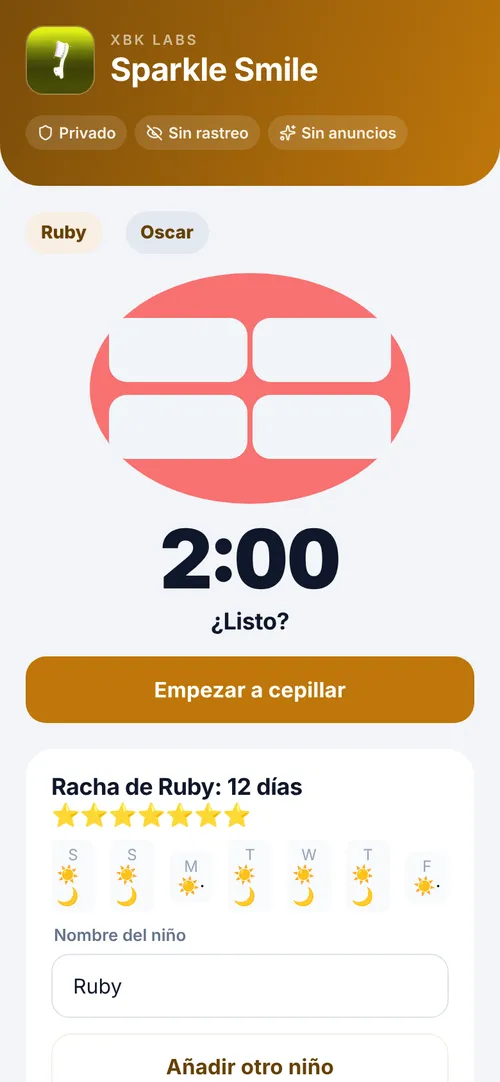 XBK LABS
Sparkle Smile
Privado
Sin rastreo
Sin anuncios
Ruby
Oscar
2:00
¿Listo?
Empezar a cepillar
Racha de Ruby: 12 días
S S M T W T F
Nombre del niño
Ruby
Añadir otro niño